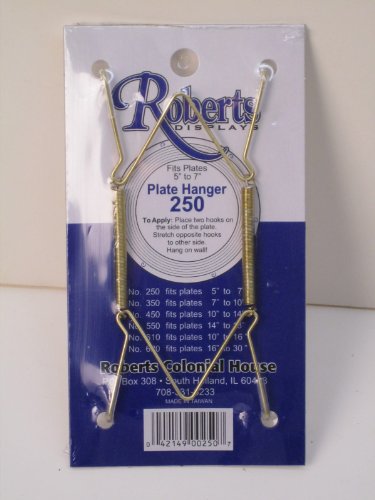 Roberts
DISPLAYS
Fits Plates
5" to 7"
Plate Hanger
250
To Apply: Place two hooks on
the side of the plate.
Stretch opposite hooks
to other side.
Hang on wall!
No. 250 fits plates 5" to 7"
No. 350 fits plates 7" to 10"
No. 450 fits plates 10" to 14"
No. 550 fits plates 14" to
No. fits plates 10" to 16"
No. fits plates 16" to 30"
Roberts Colonial House
PO Box 308 • South Holland, IL
MADE IN TAIWAN
0 42149 00250 7